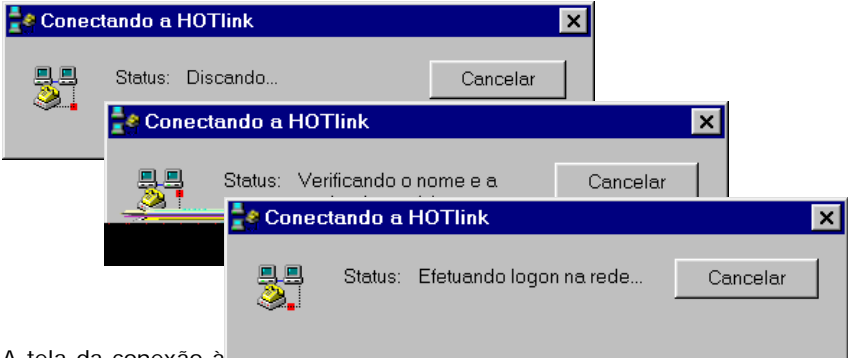 Conectando a HOTlink
Status: Discando...
Cancelar
Conectando a HOTlink
Status: Verificando o nome e a
Cancelar
Conectando a HOTlink
Status: Efetuando logon na rede...
Cancelar
A tela da conexão à